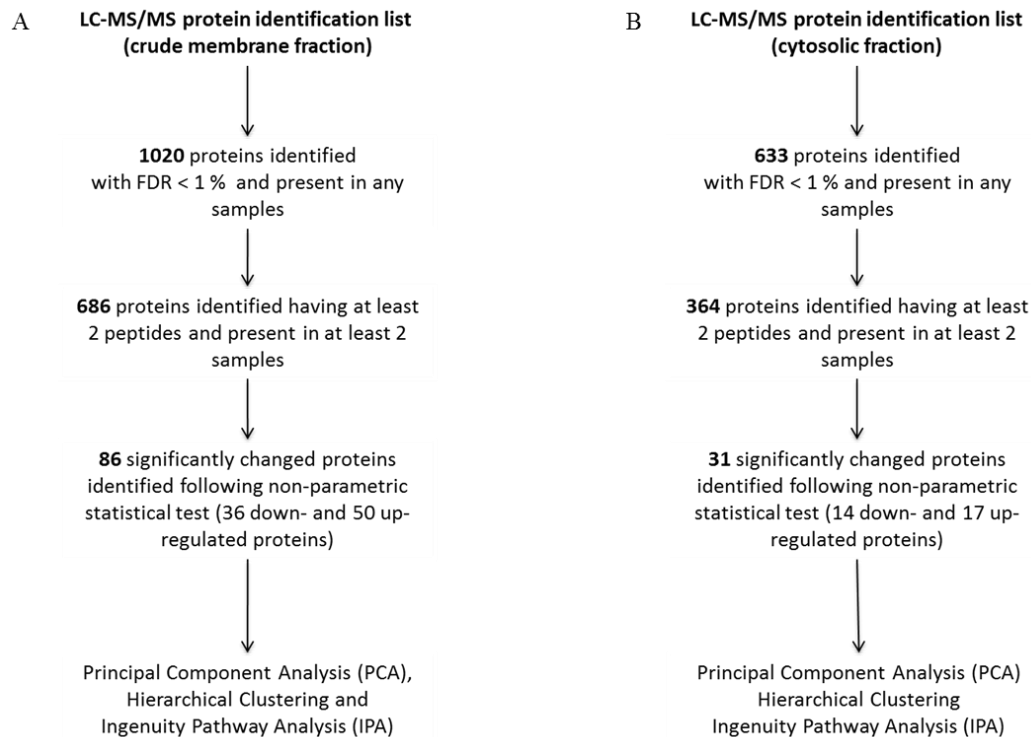 A
LC-MS/MS protein identification list
(crude membrane fraction)
1020 proteins identified
with FDR < 1 % and present in any
samples
686 proteins identified having at least
2 peptides and present in at least 2
samples
86 significantly changed proteins
identified following non-parametric
statistical test (36 down- and 50 up-
regulated proteins)
Principal Component Analysis (PCA),
Hierarchical Clustering and
Ingenuity Pathway Analysis (IPA)
B
LC-MS/MS protein identification list
(cytosolic fraction)
633 proteins identified
with FDR < 1 % and present in any
samples
364 proteins identified having at least
2 peptides and present in at least 2
samples
31 significantly changed proteins
identified following non-parametric
statistical test (14 down- and 17 up-
regulated proteins)
Principal Component Analysis (PCA)
Hierarchical Clustering
Ingenuity Pathway Analysis (IPA)